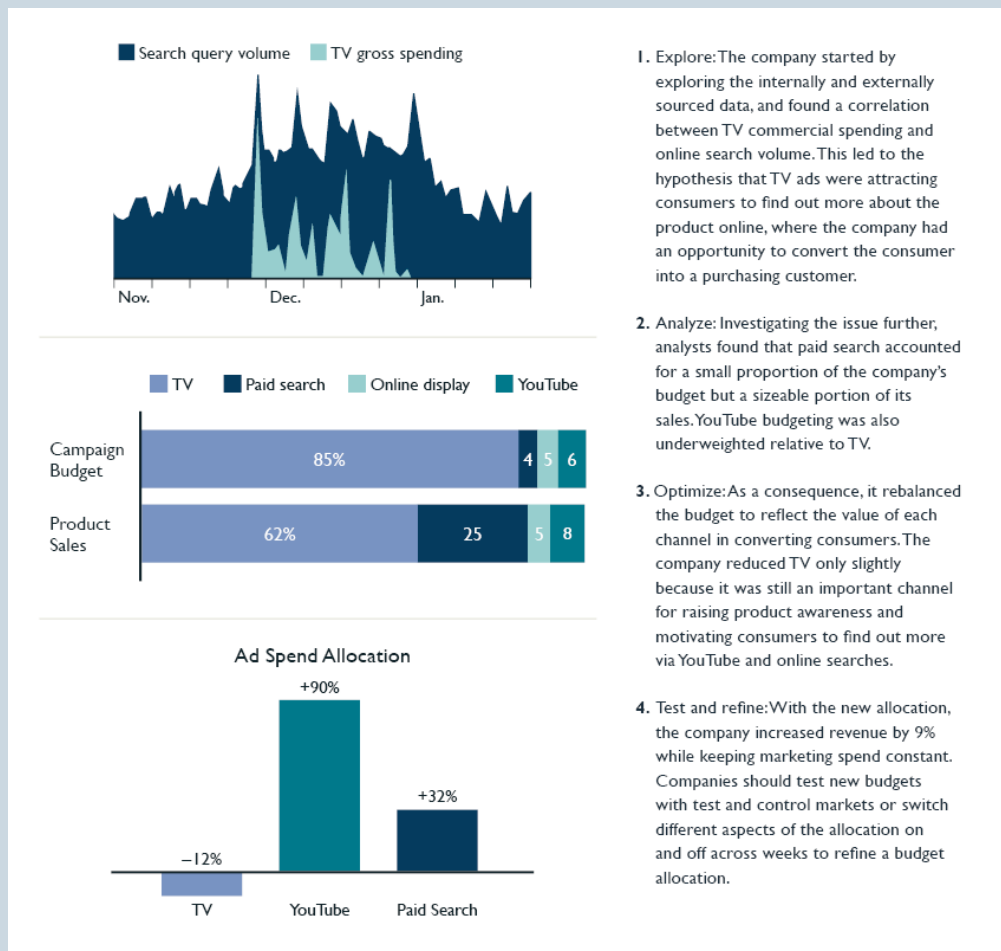 Search query volume TV gross spending
Nov. Dec. Jan.
TV Paid search Online display YouTube
Campaign
Budget
85% 4 5 6
Product
Sales
62% 25 5 8
Ad Spend Allocation
+90%
+32%
–12%
TV YouTube Paid Search
1. Explore: The company started by
exploring the internally and externally
sourced data, and found a correlation
between TV commercial spending and
online search volume. This led to the
hypothesis that TV ads were attracting
consumers to find out more about the
product online, where the company had
an opportunity to convert the consumer
into a purchasing customer.
2. Analyze: Investigating the issue further,
analysts found that paid search accounted
for a small proportion of the company’s
budget but a sizeable portion of its
sales. YouTube budgeting was also
underweighted relative to TV.
3. Optimize: As a consequence, it rebalanced
the budget to reflect the value of each
channel in converting consumers. The
company reduced TV only slightly
because it was still an important channel
for raising product awareness and
motivating consumers to find out more
via YouTube and online searches.
4. Test and refine: With the new allocation,
the company increased revenue by 9%
while keeping marketing spend constant.
Companies should test new budgets
with test and control markets or switch
different aspects of the allocation on
and off across weeks to refine a budget
allocation.